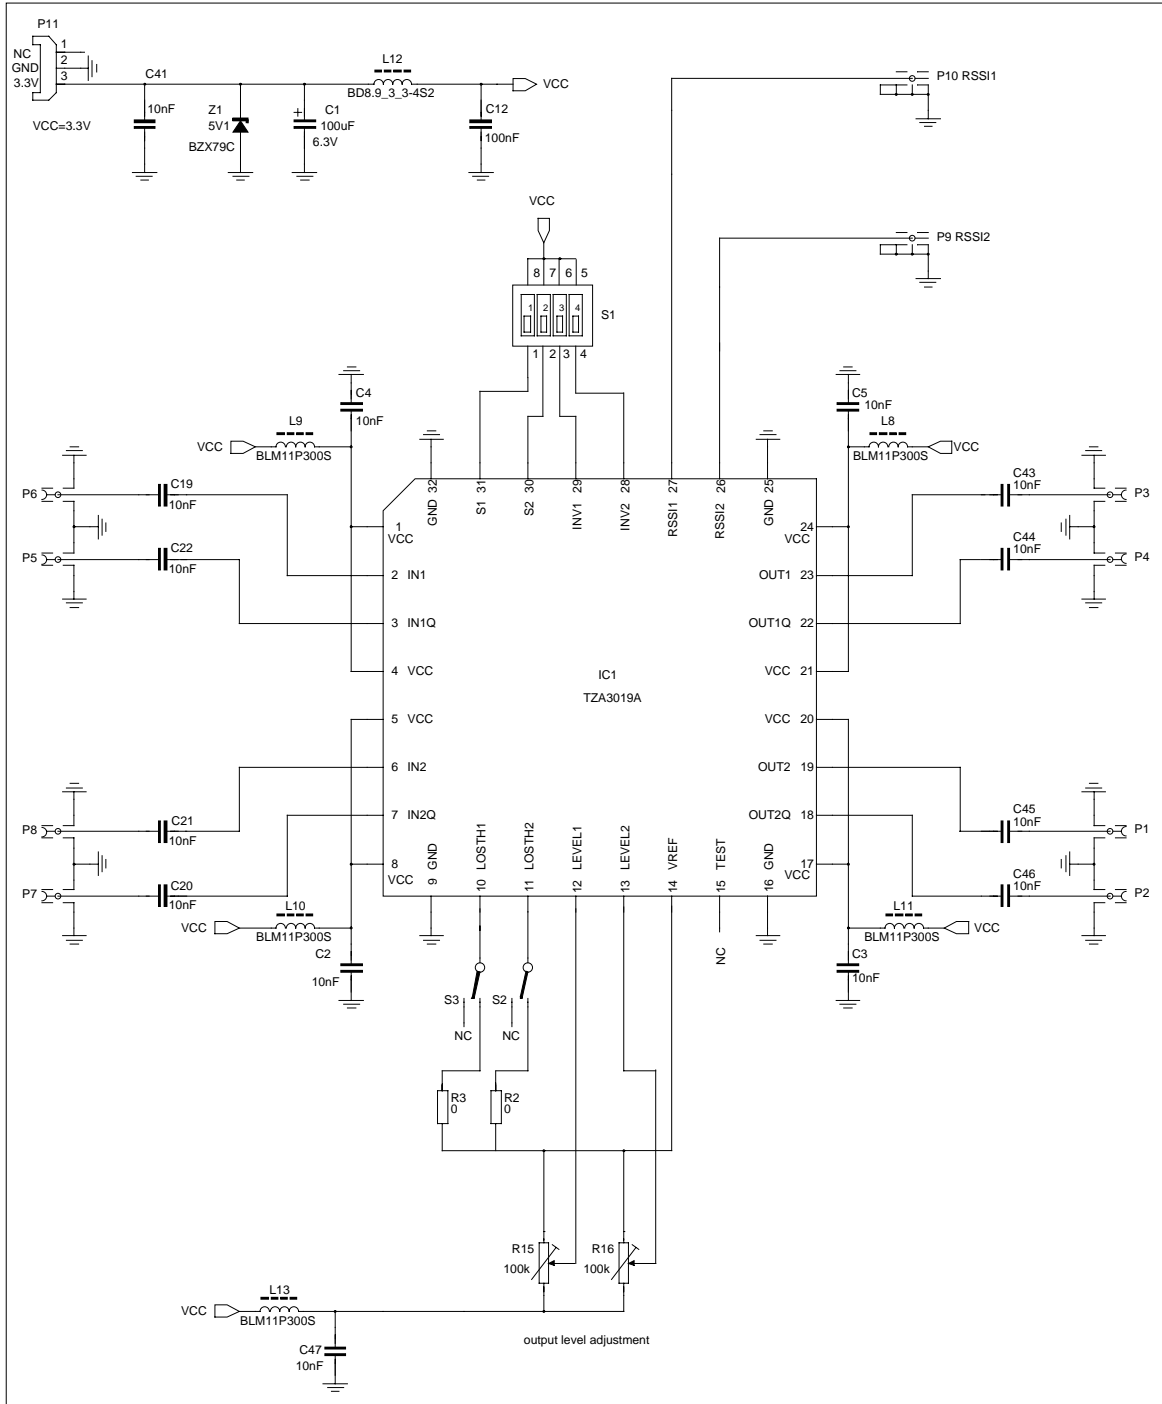 P11
NC 1
GND 2
3.3V 3
VCC=3.3V
C41
10nF
Z1
5V1
BZX79C
+ C1
100uF
6.3V
L12
BD8.9_3_3-4S2
C12
100nF
VCC
P10 RSSI1
P9 RSSI2
VCC
8 7 6 5
1 2 3 4
S1
1 2 3 4
C4
10nF
L9
VCC
BLM11P300S
C5
10nF
L8
VCC
BLM11P300S
P6
C19
10nF
P5
C22
10nF
C43
10nF
P3
C44
10nF
P4
GND 32
S1 31
S2 30
INV1 29
INV2 28
RSSI1 27
RSSI2 26
GND 25
1
VCC
2 IN1
3 IN1Q
4 VCC
5 VCC
6 IN2
7 IN2Q
8
VCC
24
VCC
OUT1 23
OUT1Q 22
VCC 21
VCC 20
OUT2 19
OUT2Q 18
17
VCC
IC1
TZA3019A
9 GND
10 LOSTH1
11 LOSTH2
12 LEVEL1
13 LEVEL2
14 VREF
15 TEST
16 GND
P8
C21
10nF
P7
C20
10nF
C45
10nF
P1
C46
10nF
P2
L10
VCC
BLM11P300S
C2
10nF
L11
VCC
BLM11P300S
C3
10nF
NC
S3
NC
S2
NC
R3
0
R2
0
R15
100k
R16
100k
L13
VCC
BLM11P300S
C47
10nF
output level adjustment